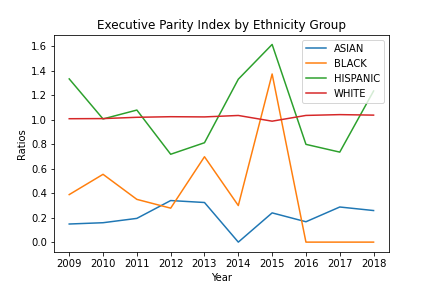 Executive Parity Index by Ethnicity Group
ASIAN
BLACK
HISPANIC
WHITE
1.6
1.4
1.2
1.0
0.8
0.6
0.4
0.2
0.0
Ratios
2009 2010 2011 2012 2013 2014 2015 2016 2017 2018
Year